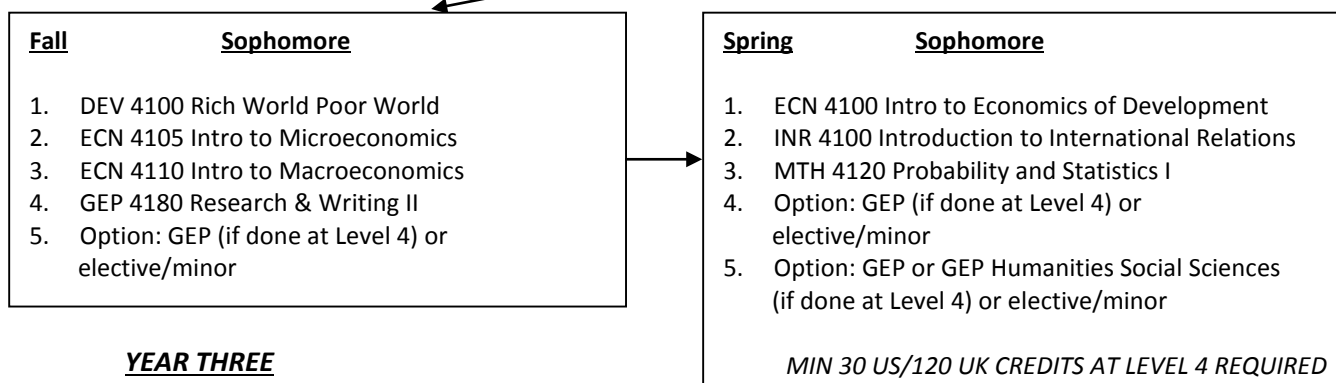 Fall Sophomore
1. DEV 4100 Rich World Poor World
2. ECN 4105 Intro to Microeconomics
3. ECN 4110 Intro to Macroeconomics
4. GEP 4180 Research & Writing II
5. Option: GEP (if done at Level 4) or
elective/minor
Spring Sophomore
1. ECN 4100 Intro to Economics of Development
2. INR 4100 Introduction to International Relations
3. MTH 4120 Probability and Statistics I
4. Option: GEP (if done at Level 4) or
elective/minor
5. Option: GEP or GEP Humanities Social Sciences
(if done at Level 4) or elective/minor
MIN 30 US/120 UK CREDITS AT LEVEL 4 REQUIRED
YEAR THREE